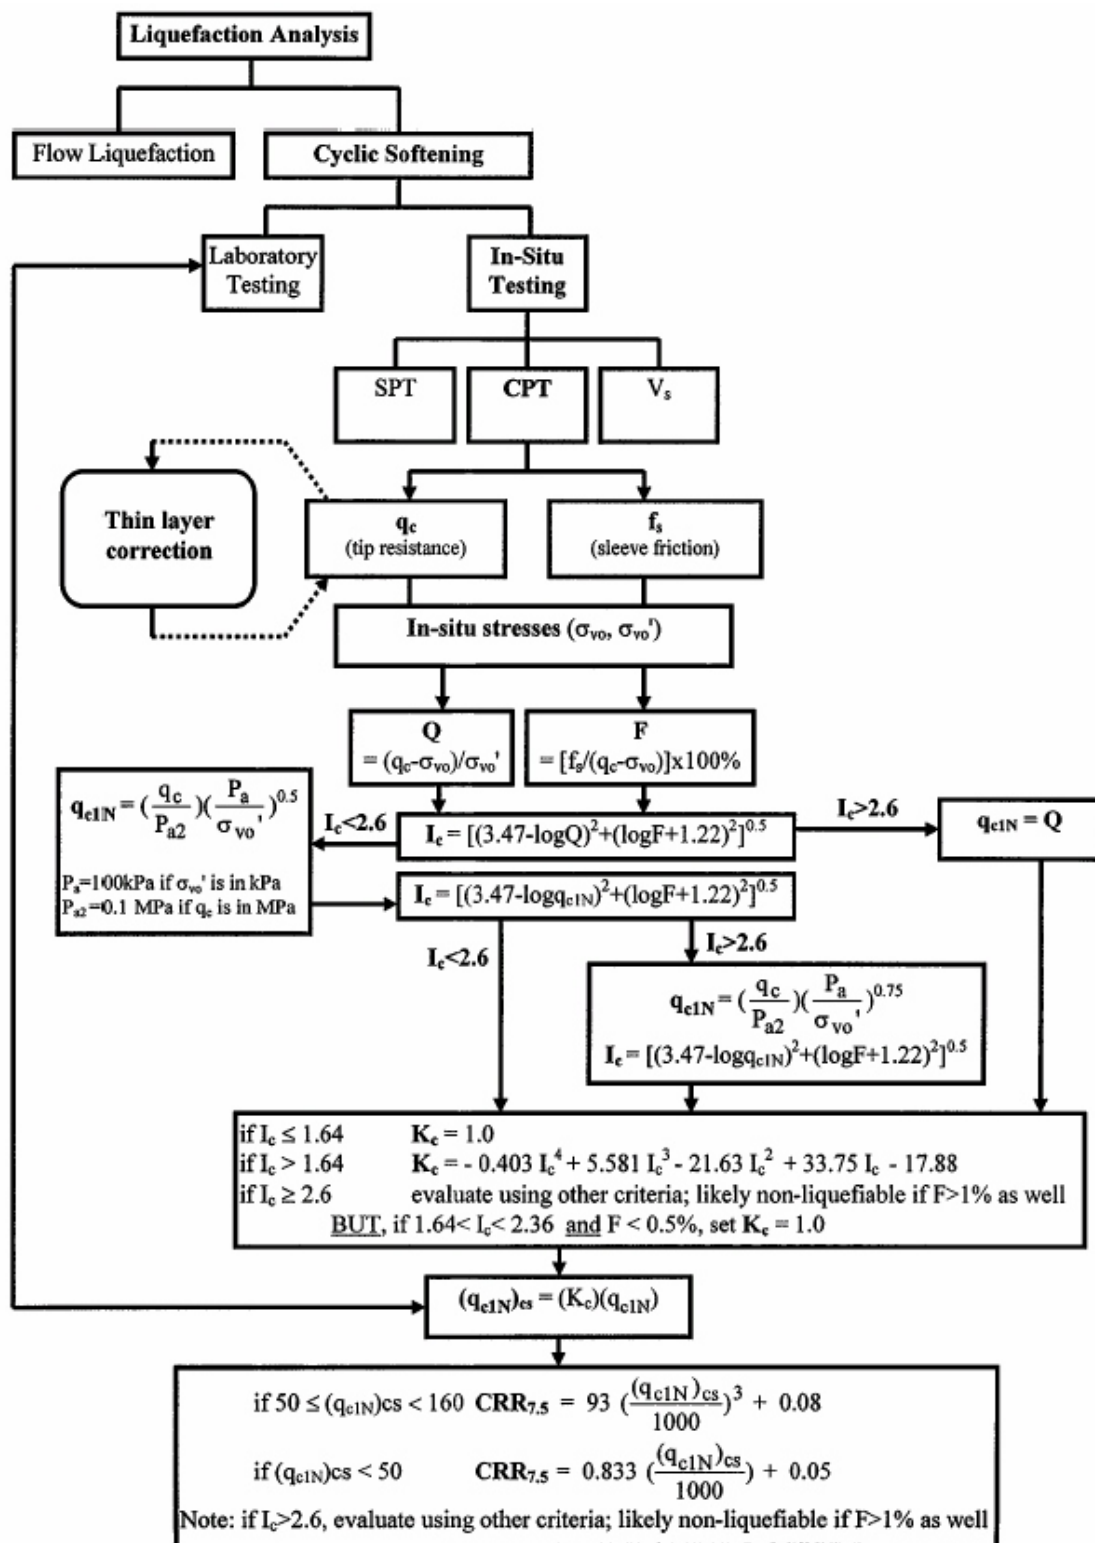 Liquefaction Analysis
Flow Liquefaction
Cyclic Softening
Laboratory
Testing
In-Situ
Testing
SPT
CPT
Vs
Thin layer
correction
qc
(tip resistance)
fs
(sleeve friction)
In-situ stresses (σvo, σvo')
Q
= (qc-σvo)/σvo'
F
= [fs/(qc-σvo)]x100%
qc1N = (qc/Pa2)(Pa/σvo')^0.5
Pa=100kPa if σvo' is in kPa
Pa2=0.1 MPa if qc is in MPa
Ic<2.6
Ic = [(3.47-logQ)²+(logF+1.22)²]^0.5
Ic>2.6
qc1N = Q
Ic = [(3.47-logqc1N)²+(logF+1.22)²]^0.5
Ic<2.6
Ic>2.6
qc1N = (qc/Pa2)(Pa/σvo')^0.75
Ic = [(3.47-logqc1N)²+(logF+1.22)²]^0.5
if Ic ≤ 1.64 Kc = 1.0
if Ic > 1.64 Kc = - 0.403 Ic⁴ + 5.581 Ic³ - 21.63 Ic² + 33.75 Ic - 17.88
if Ic ≥ 2.6 evaluate using other criteria; likely non-liquefiable if F>1% as well
BUT, if 1.64< Ic< 2.36 and F < 0.5%, set Kc = 1.0
(qc1N)cs = (Kc)(qc1N)
if 50 ≤ (qc1N)cs < 160 CRR7.5 = 93 ((qc1N)cs/1000)³ + 0.08
if (qc1N)cs < 50 CRR7.5 = 0.833 ((qc1N)cs/1000) + 0.05
Note: if Ic>2.6, evaluate using other criteria; likely non-liquefiable if F>1% as well